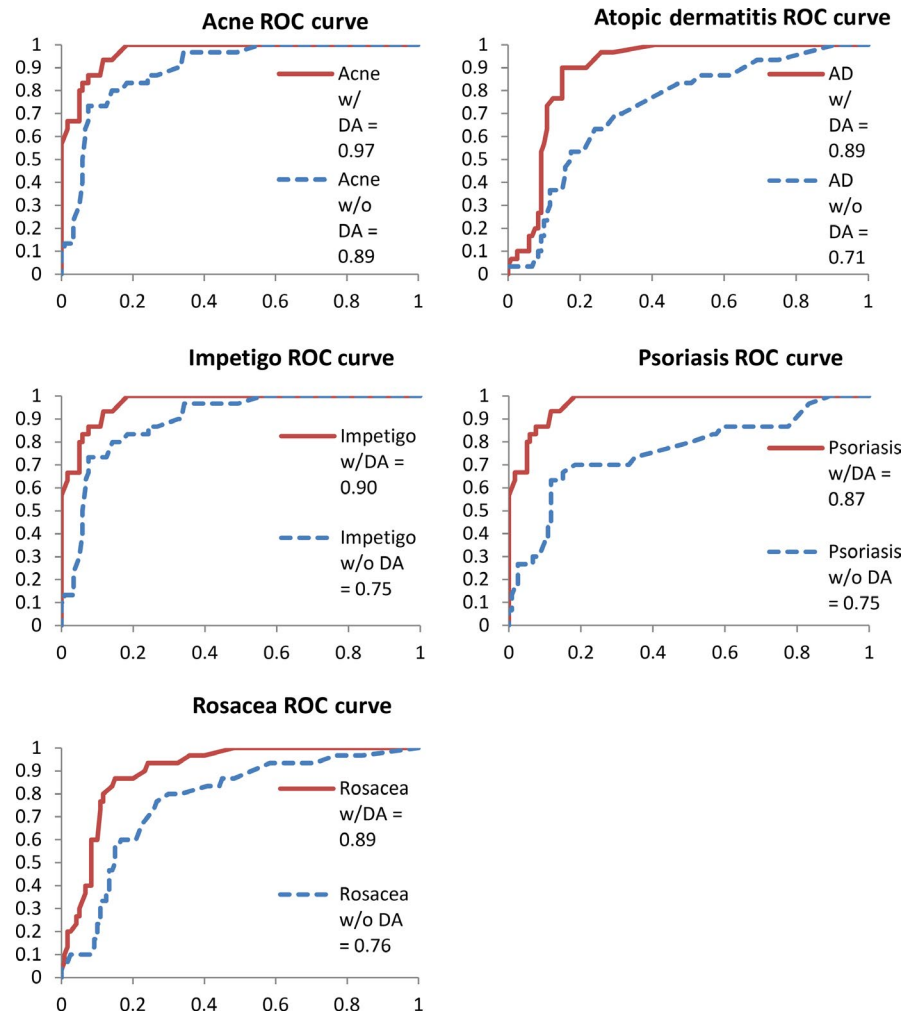 Acne ROC curve
1
0.9
0.8
0.7
0.6
0.5
0.4
0.3
0.2
0.1
0
0 0.2 0.4 0.6 0.8 1
Acne
w/
DA =
0.97
Acne
w/o
DA =
0.89
Atopic dermatitis ROC curve
1
0.9
0.8
0.7
0.6
0.5
0.4
0.3
0.2
0.1
0
0 0.2 0.4 0.6 0.8 1
AD
w/
DA =
0.89
AD
w/o
DA =
0.71
Impetigo ROC curve
1
0.9
0.8
0.7
0.6
0.5
0.4
0.3
0.2
0.1
0
0 0.2 0.4 0.6 0.8 1
Impetigo
w/DA =
0.90
Impetigo
w/o DA
= 0.75
Psoriasis ROC curve
1
0.9
0.8
0.7
0.6
0.5
0.4
0.3
0.2
0.1
0
0 0.2 0.4 0.6 0.8 1
Psoriasis
w/DA =
0.87
Psoriasis
w/o DA
= 0.75
Rosacea ROC curve
1
0.9
0.8
0.7
0.6
0.5
0.4
0.3
0.2
0.1
0
0 0.2 0.4 0.6 0.8 1
Rosacea
w/DA =
0.89
Rosacea
w/o DA
= 0.76